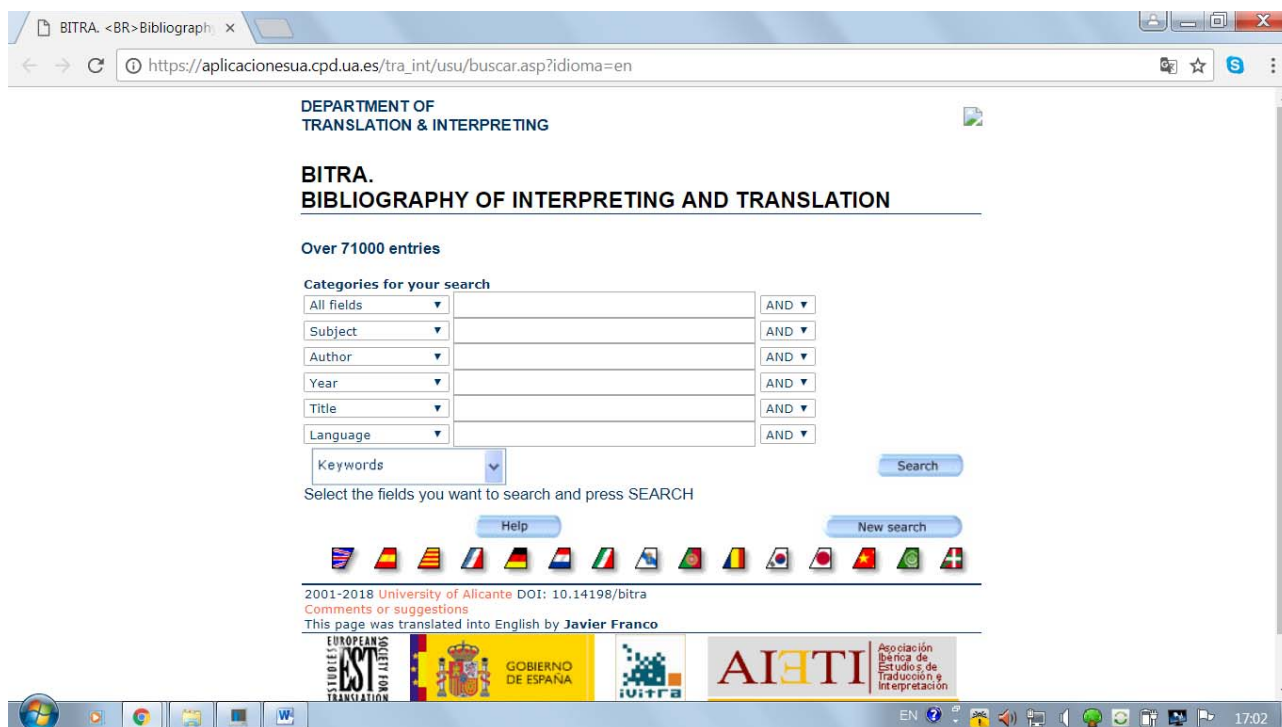 BITRA. <BR>Bibliograph
https://aplicacionesua.cpd.ua.es/tra_int/usu/buscar.asp?idioma=en
DEPARTMENT OF
TRANSLATION & INTERPRETING
BITRA.
BIBLIOGRAPHY OF INTERPRETING AND TRANSLATION
Over 71000 entries
Categories for your search
All fields AND
Subject AND
Author AND
Year AND
Title AND
Language AND
Keywords Search
Select the fields you want to search and press SEARCH
Help New search
2001-2018 University of Alicante DOI: 10.14198/bitra
Comments or suggestions
This page was translated into English by Javier Franco
EUROPEAN
SOCIETY FOR
TRANSLATION
STUDIES
EST
GOBIERNO
DE ESPAÑA
ivitra
AIETI
Asociación
Ibérica de
Estudios de
Traducción e
Interpretación
EN 17:02